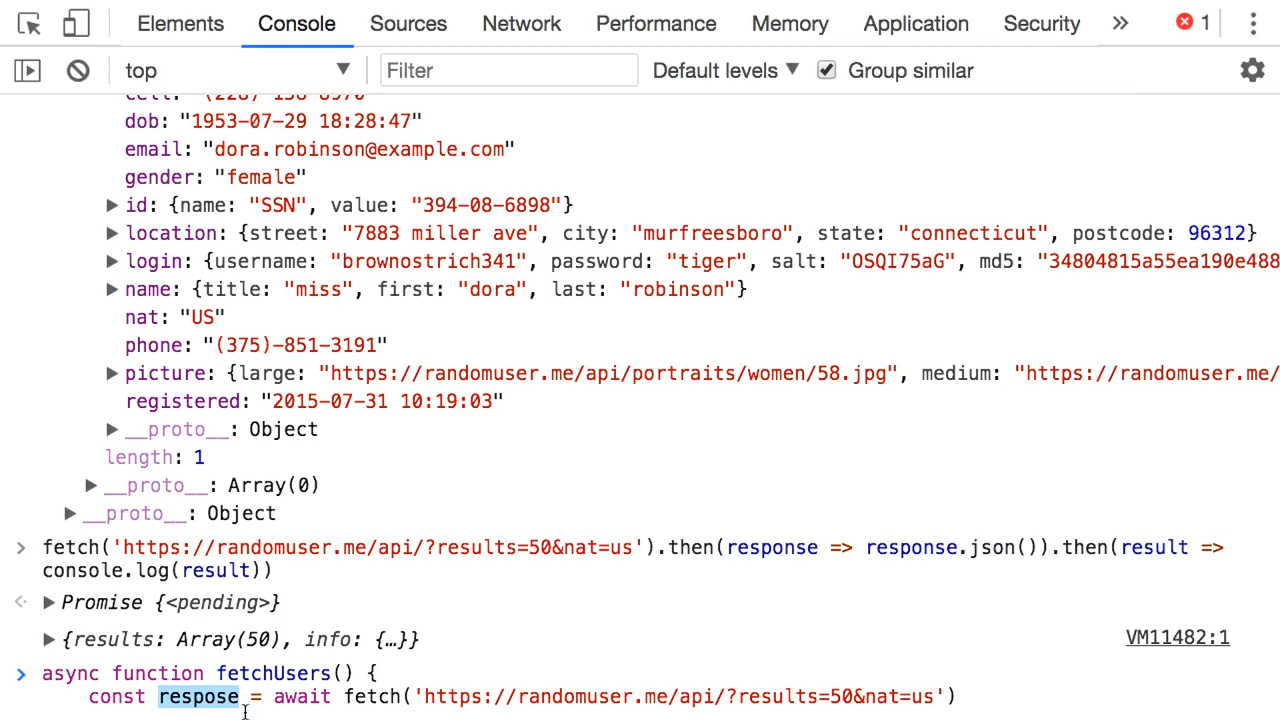 Elements Console Sources Network Performance Memory Application Security » 1
top Filter Default levels Group similar
cell: "(228)-158-8970"
dob: "1953-07-29 18:28:47"
email: "dora.robinson@example.com"
gender: "female"
id: {name: "SSN", value: "394-08-6898"}
location: {street: "7883 miller ave", city: "murfreesboro", state: "connecticut", postcode: 96312}
login: {username: "brownostrich341", password: "tiger", salt: "OSQI75aG", md5: "34804815a55ea190e488
name: {title: "miss", first: "dora", last: "robinson"}
nat: "US"
phone: "(375)-851-3191"
picture: {large: "https://randomuser.me/api/portraits/women/58.jpg", medium: "https://randomuser.me/
registered: "2015-07-31 10:19:03"
__proto__: Object
length: 1
__proto__: Array(0)
__proto__: Object
> fetch('https://randomuser.me/api/?results=50&nat=us').then(response => response.json()).then(result =>
console.log(result))
Promise {<pending>}
{results: Array(50), info: {…}} VM11482:1
> async function fetchUsers() {
const respose = await fetch('https://randomuser.me/api/?results=50&nat=us')